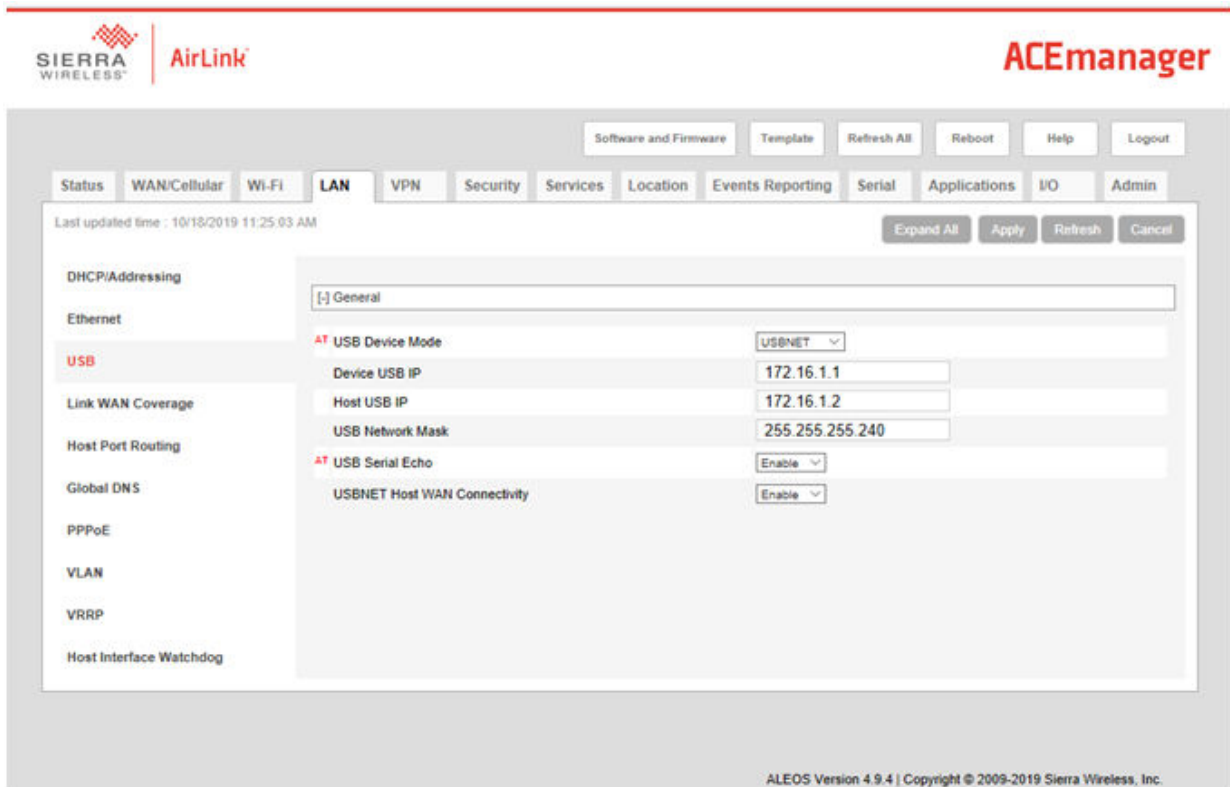 SIERRA WIRELESS AirLink ACEmanager
Software and Firmware Template Refresh All Reboot Help Logout
Status WAN/Cellular Wi-Fi LAN VPN Security Services Location Events Reporting Serial Applications I/O Admin
Last updated time : 10/18/2019 11:25:03 AM
Expand All Apply Refresh Cancel
DHCP/Addressing
Ethernet
USB
Link WAN Coverage
Host Port Routing
Global DNS
PPPoE
VLAN
VRRP
Host Interface Watchdog
[-] General
AT USB Device Mode USBNET
Device USB IP 172.16.1.1
Host USB IP 172.16.1.2
USB Network Mask 255.255.255.240
AT USB Serial Echo Enable
USBNET Host WAN Connectivity Enable
ALEOS Version 4.9.4 | Copyright © 2009-2019 Sierra Wireless, Inc.